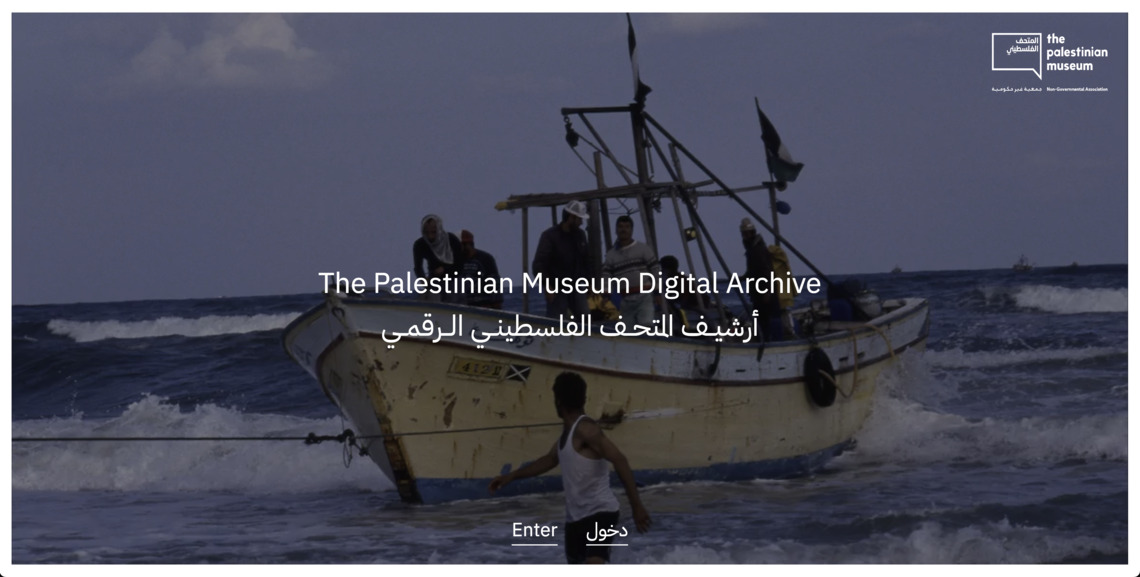 المتحف
الفلسطيني
the
palestinian
museum
جمعية غير حكومية Non-Governmental Association
The Palestinian Museum Digital Archive
أرشيف المتحف الفلسطيني الرقمي
Enter دخول